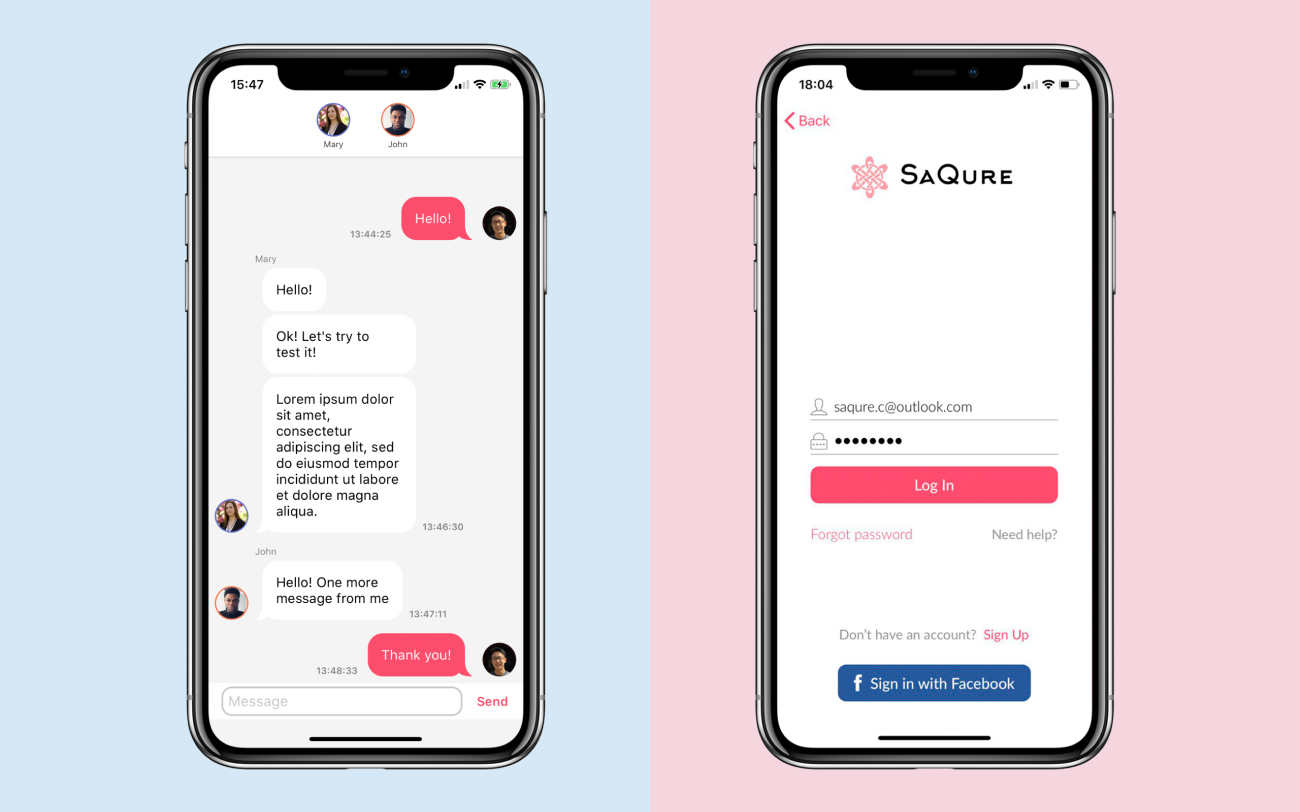 15:47
Mary
John
Hello!
13:44:25
Mary
Hello!
Ok! Let's try to
test it!
Lorem ipsum dolor
sit amet,
consectetur
adipiscing elit, sed
do eiusmod tempor
incididunt ut labore
et dolore magna
aliqua.
13:46:30
John
Hello! One more
message from me
13:47:11
Thank you!
13:48:33
Message
Send
18:04
Back
SAQURE
saqure.c@outlook.com
••••••••
Log In
Forgot password
Need help?
Don't have an account? Sign Up
f Sign in with Facebook